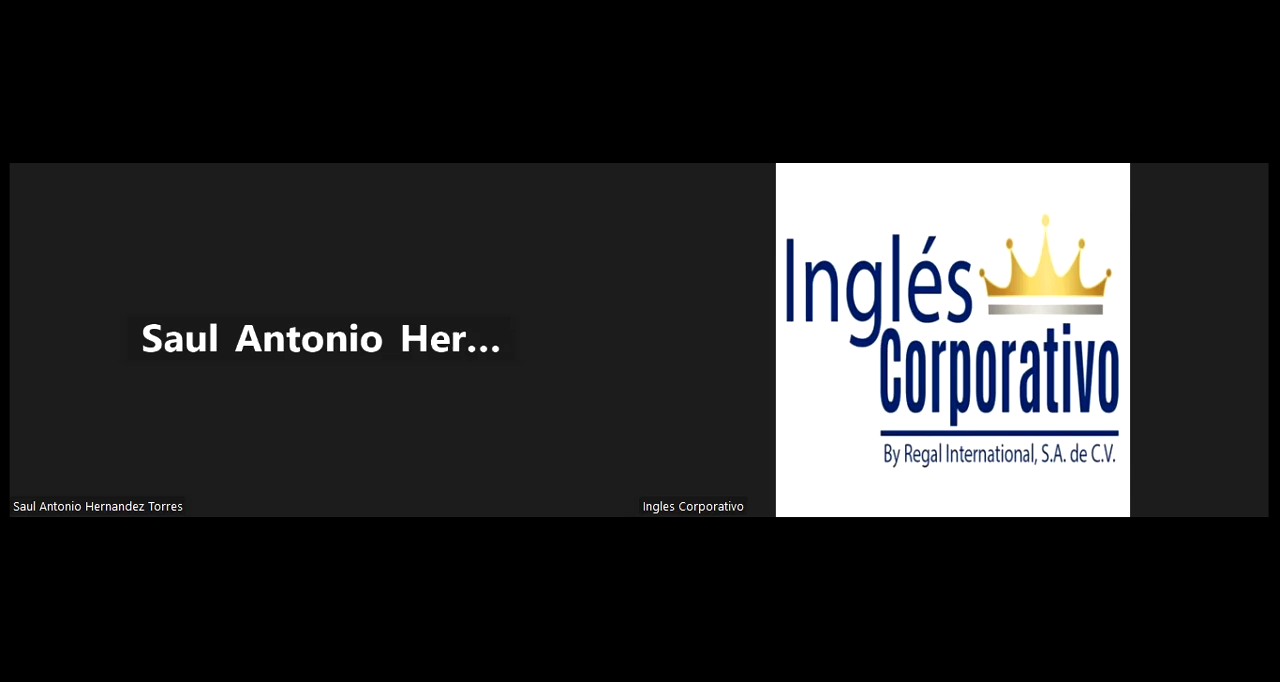 Saul Antonio Her...
Saul Antonio Hernandez Torres
Ingles Corporativo
Inglés
Corporativo
By Regal International, S.A. de C.V.